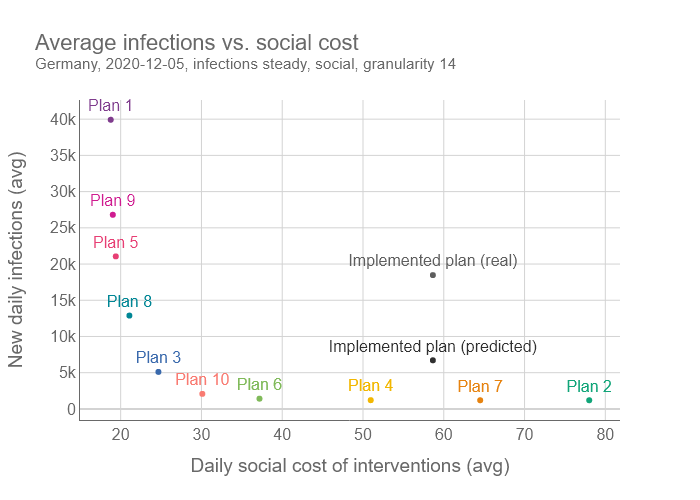 Average infections vs. social cost
Germany, 2020-12-05, infections steady, social, granularity 14
New daily infections (avg)
40k
35k
30k
25k
20k
15k
10k
5k
0
Plan 1
Plan 9
Plan 5
Implemented plan (real)
Plan 8
Implemented plan (predicted)
Plan 3
Plan 10
Plan 6
Plan 4
Plan 7
Plan 2
20 30 40 50 60 70 80
Daily social cost of interventions (avg)